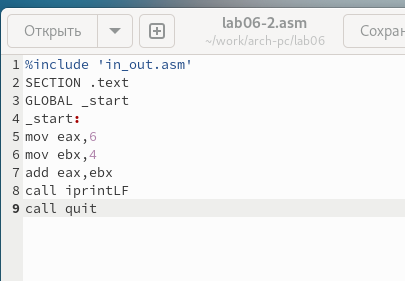 Открыть
lab06-2.asm
~/work/arch-pc/lab06
Сохран
1 %include 'in_out.asm'
2 SECTION .text
3 GLOBAL _start
4 _start:
5 mov eax,6
6 mov ebx,4
7 add eax,ebx
8 call iprintLF
9 call quit